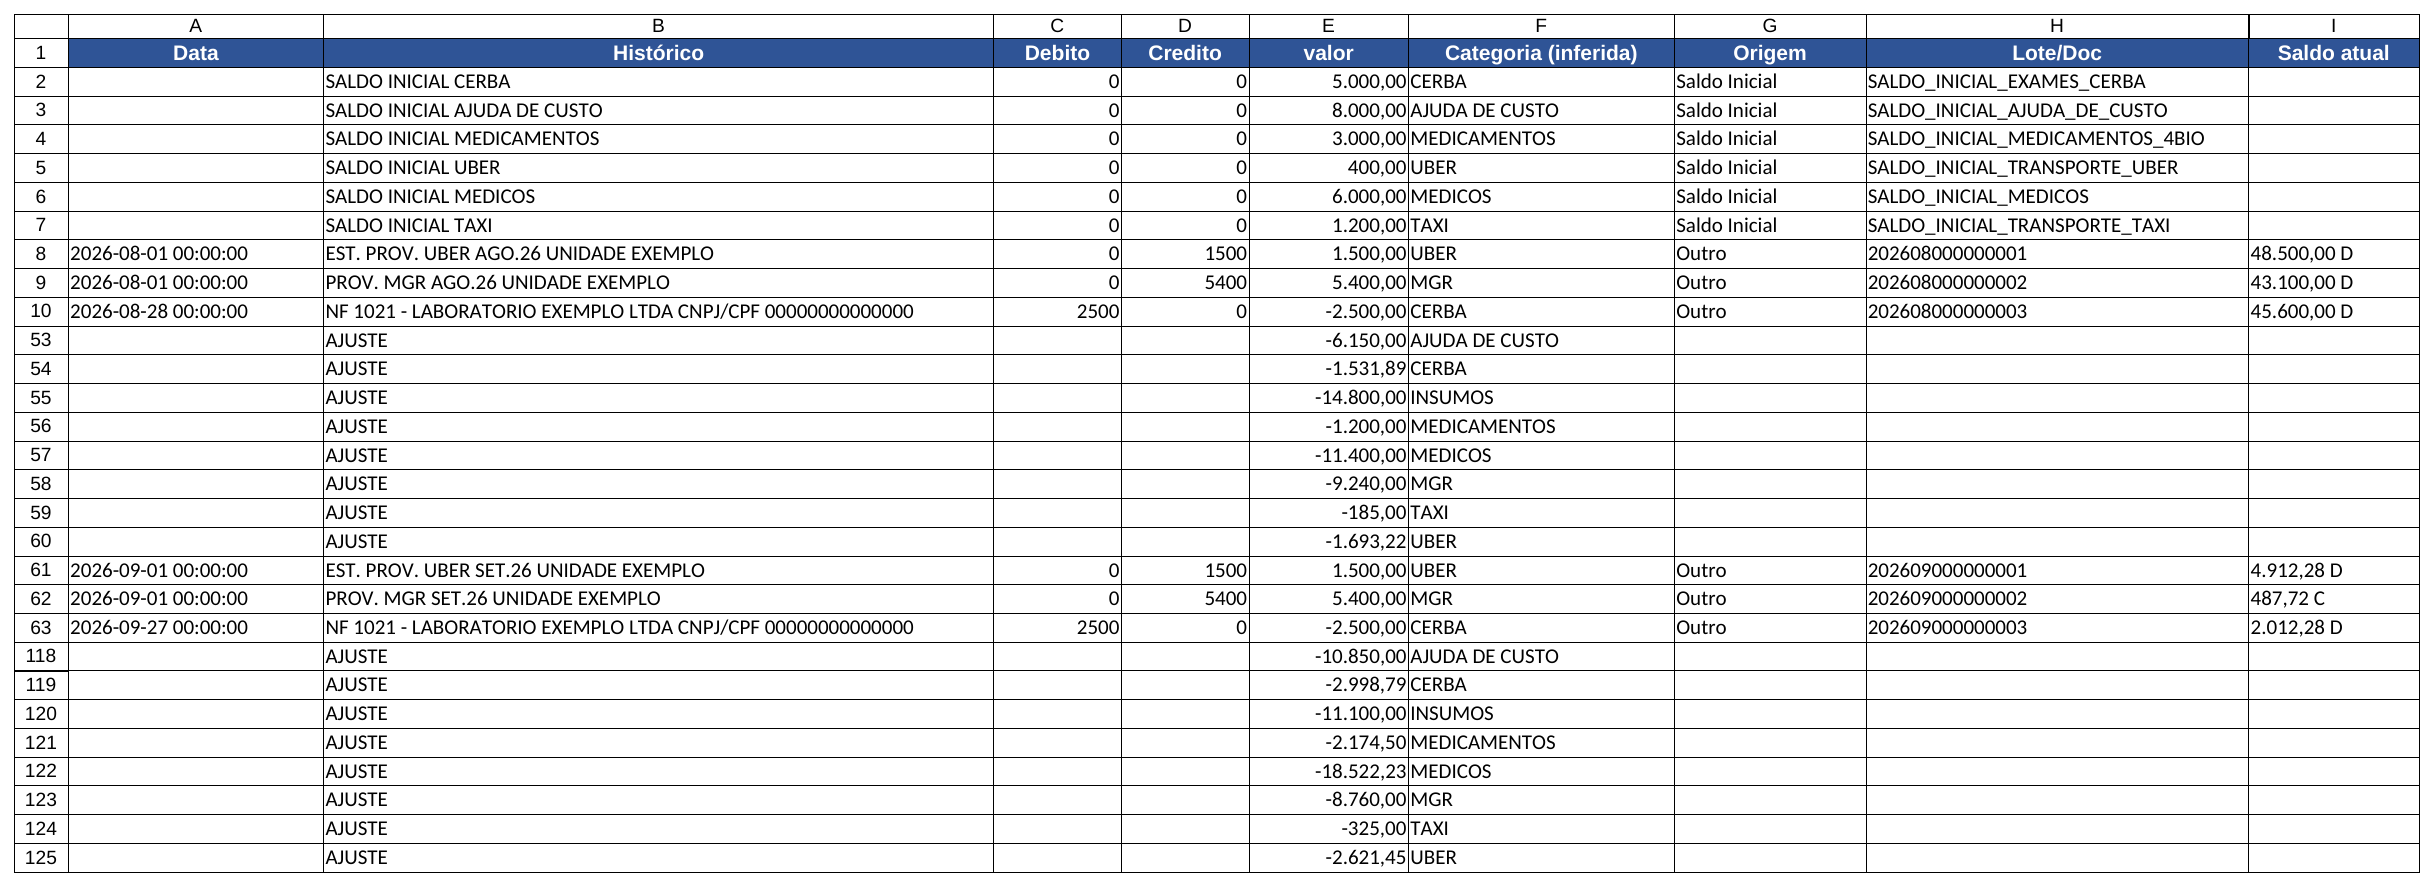 A B C D E F G H I
1 Data Histórico Debito Credito valor Categoria (inferida) Origem Lote/Doc Saldo atual
2 SALDO INICIAL CERBA 0 0 5.000,00 CERBA Saldo Inicial SALDO_INICIAL_EXAMES_CERBA
3 SALDO INICIAL AJUDA DE CUSTO 0 0 8.000,00 AJUDA DE CUSTO Saldo Inicial SALDO_INICIAL_AJUDA_DE_CUSTO
4 SALDO INICIAL MEDICAMENTOS 0 0 3.000,00 MEDICAMENTOS Saldo Inicial SALDO_INICIAL_MEDICAMENTOS_4BIO
5 SALDO INICIAL UBER 0 0 400,00 UBER Saldo Inicial SALDO_INICIAL_TRANSPORTE_UBER
6 SALDO INICIAL MEDICOS 0 0 6.000,00 MEDICOS Saldo Inicial SALDO_INICIAL_MEDICOS
7 SALDO INICIAL TAXI 0 0 1.200,00 TAXI Saldo Inicial SALDO_INICIAL_TRANSPORTE_TAXI
8 2026-08-01 00:00:00 EST. PROV. UBER AGO.26 UNIDADE EXEMPLO 0 1500 1.500,00 UBER Outro 202608000000001 48.500,00 D
9 2026-08-01 00:00:00 PROV. MGR AGO.26 UNIDADE EXEMPLO 0 5400 5.400,00 MGR Outro 202608000000002 43.100,00 D
10 2026-08-28 00:00:00 NF 1021 - LABORATORIO EXEMPLO LTDA CNPJ/CPF 00000000000000 2500 0 -2.500,00 CERBA Outro 202608000000003 45.600,00 D
53 AJUSTE -6.150,00 AJUDA DE CUSTO
54 AJUSTE -1.531,89 CERBA
55 AJUSTE -14.800,00 INSUMOS
56 AJUSTE -1.200,00 MEDICAMENTOS
57 AJUSTE -11.400,00 MEDICOS
58 AJUSTE -9.240,00 MGR
59 AJUSTE -185,00 TAXI
60 AJUSTE -1.693,22 UBER
61 2026-09-01 00:00:00 EST. PROV. UBER SET.26 UNIDADE EXEMPLO 0 1500 1.500,00 UBER Outro 202609000000001 4.912,28 D
62 2026-09-01 00:00:00 PROV. MGR SET.26 UNIDADE EXEMPLO 0 5400 5.400,00 MGR Outro 202609000000002 487,72 C
63 2026-09-27 00:00:00 NF 1021 - LABORATORIO EXEMPLO LTDA CNPJ/CPF 00000000000000 2500 0 -2.500,00 CERBA Outro 202609000000003 2.012,28 D
118 AJUSTE -10.850,00 AJUDA DE CUSTO
119 AJUSTE -2.998,79 CERBA
120 AJUSTE -11.100,00 INSUMOS
121 AJUSTE -2.174,50 MEDICAMENTOS
122 AJUSTE -18.522,23 MEDICOS
123 AJUSTE -8.760,00 MGR
124 AJUSTE -325,00 TAXI
125 AJUSTE -2.621,45 UBER